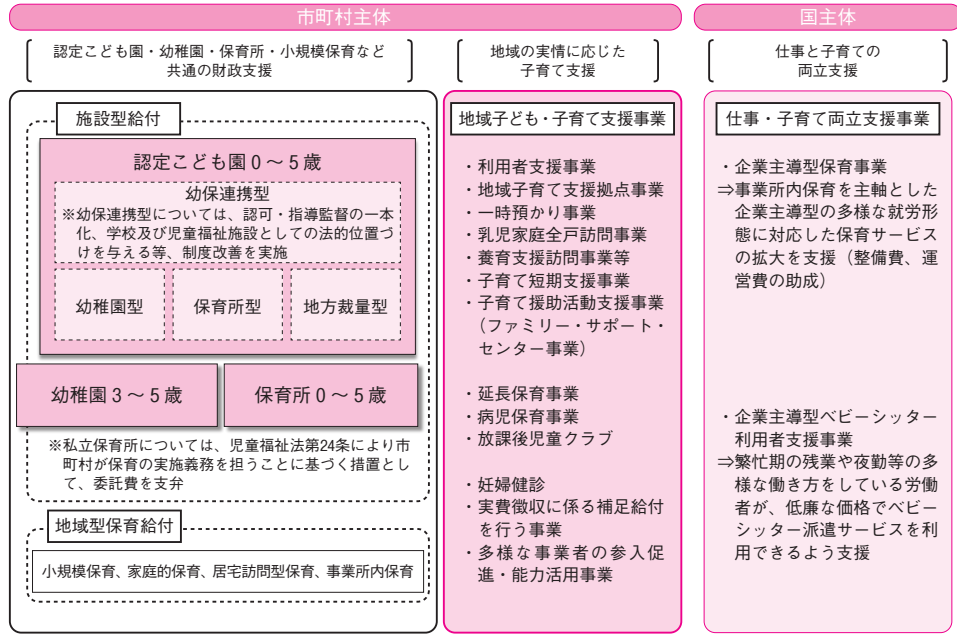 市町村主体
認定こども園・幼稚園・保育所・小規模保育など
共通の財政支援
施設型給付
認定こども園0〜5歳
幼保連携型
※幼保連携型については、認可・指導監督の一本
化、学校及び児童福祉施設としての法的位置づ
けを与える等、制度改善を実施
幼稚園型
保育所型
地方裁量型
幼稚園3〜5歳
保育所0〜5歳
※私立保育所については、児童福祉法第24条により市
町村が保育の実施義務を担うことに基づく措置とし
て、委託費を支弁
地域型保育給付
小規模保育、家庭的保育、居宅訪問型保育、事業所内保育
地域の実情に応じた
子育て支援
地域子ども・子育て支援事業
・利用者支援事業
・地域子育て支援拠点事業
・一時預かり事業
・乳児家庭全戸訪問事業
・養育支援訪問事業等
・子育て短期支援事業
・子育て援助活動支援事業
（ファミリー・サポート・
センター事業）
・延長保育事業
・病児保育事業
・放課後児童クラブ
・妊婦健診
・実費徴収に係る補足給付
を行う事業
・多様な事業者の参入促
進・能力活用事業
国主体
仕事と子育ての
両立支援
仕事・子育て両立支援事業
・企業主導型保育事業
⇒事業所内保育を主軸とした
企業主導型の多様な就労形
態に対応した保育サービス
の拡大を支援（整備費、運
営費の助成）
・企業主導型ベビーシッター
利用者支援事業
⇒繁忙期の残業や夜勤等の多
様な働き方をしている労働
者が、低廉な価格でベビー
シッター派遣サービスを利
用できるよう支援